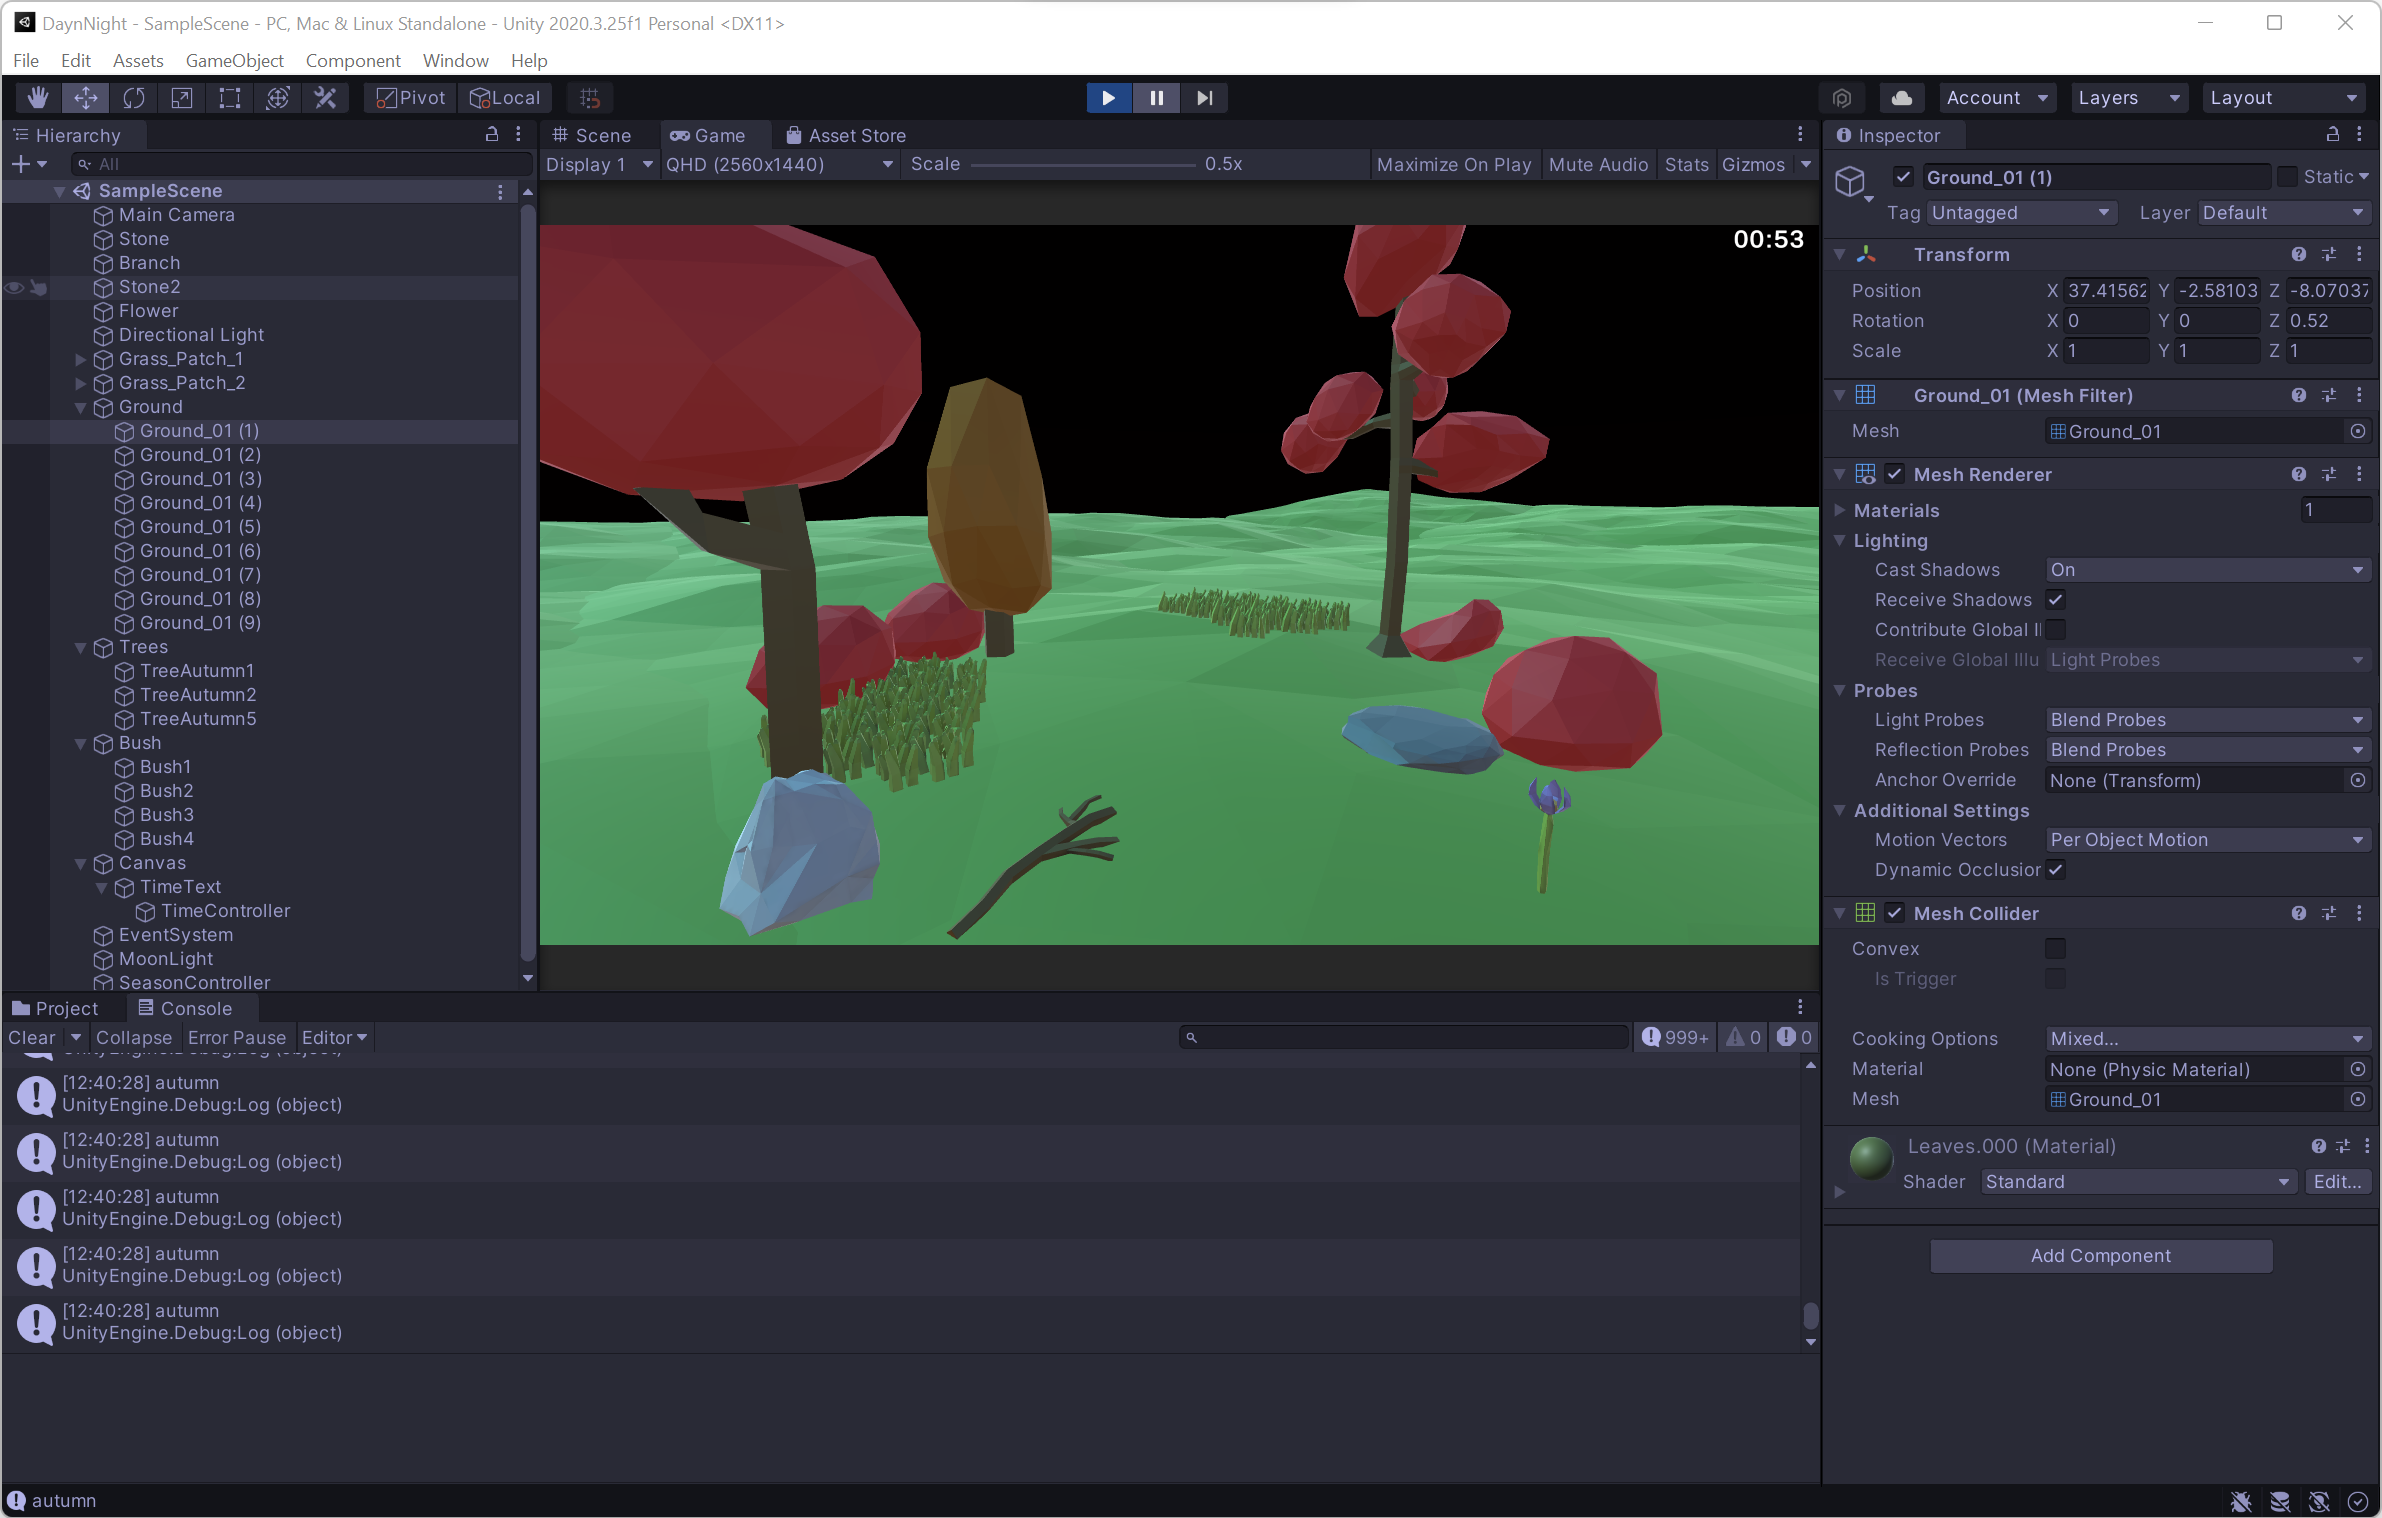 DaynNight - SampleScene - PC, Mac & Linux Standalone - Unity 2020.3.25f1 Personal <DX11>
File Edit Assets GameObject Component Window Help
Pivot Local Account Layers Layout
Hierarchy
All
SampleScene
Main Camera
Stone
Branch
Stone2
Flower
Directional Light
Grass_Patch_1
Grass_Patch_2
Ground
Ground_01 (1)
Ground_01 (2)
Ground_01 (3)
Ground_01 (4)
Ground_01 (5)
Ground_01 (6)
Ground_01 (7)
Ground_01 (8)
Ground_01 (9)
Trees
TreeAutumn1
TreeAutumn2
TreeAutumn5
Bush
Bush1
Bush2
Bush3
Bush4
Canvas
TimeText
TimeController
EventSystem
MoonLight
SeasonController
Scene Game Asset Store
Display 1 QHD (2560x1440) Scale 0.5x Maximize On Play Mute Audio Stats Gizmos
00:53
Inspector
Ground_01 (1) Static
Tag Untagged Layer Default
Transform
Position X 37.41562 Y -2.58103 Z -8.07037
Rotation X 0 Y 0 Z 0.52
Scale X 1 Y 1 Z 1
Ground_01 (Mesh Filter)
Mesh Ground_01
Mesh Renderer
Materials 1
Lighting
Cast Shadows On
Receive Shadows
Contribute Global Il
Receive Global Illu Light Probes
Probes
Light Probes Blend Probes
Reflection Probes Blend Probes
Anchor Override None (Transform)
Additional Settings
Motion Vectors Per Object Motion
Dynamic Occlusior
Mesh Collider
Convex
Is Trigger
Cooking Options Mixed...
Material None (Physic Material)
Mesh Ground_01
Leaves.000 (Material)
Shader Standard Edit...
Add Component
Project Console
Clear Collapse Error Pause Editor 999+ 0 0
UnityEngine.Debug:Log (object)
[12:40:28] autumn
UnityEngine.Debug:Log (object)
[12:40:28] autumn
UnityEngine.Debug:Log (object)
[12:40:28] autumn
UnityEngine.Debug:Log (object)
[12:40:28] autumn
UnityEngine.Debug:Log (object)
[12:40:28] autumn
UnityEngine.Debug:Log (object)
autumn